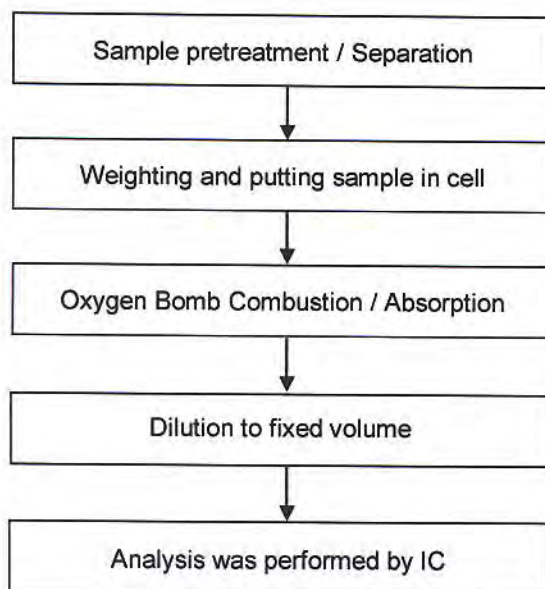 Sample pretreatment / Separation
Weighting and putting sample in cell
Oxygen Bomb Combustion / Absorption
Dilution to fixed volume
Analysis was performed by IC